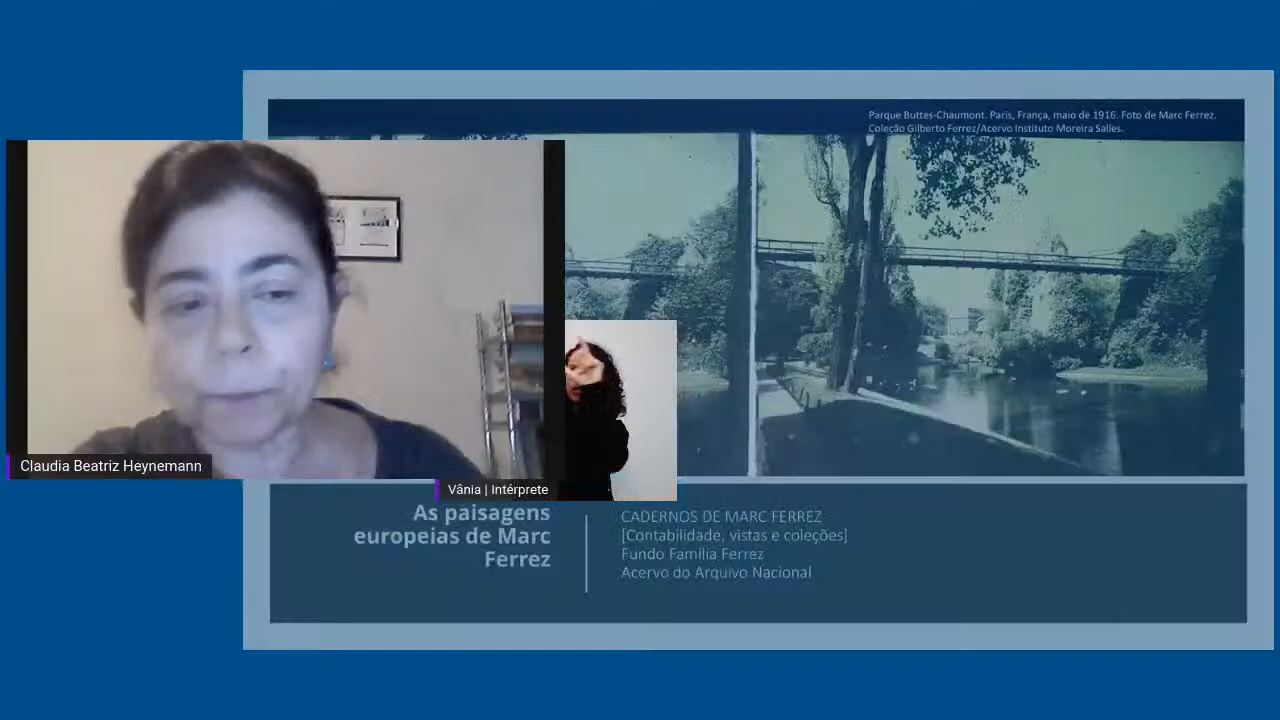 Parque Buttes-Chaumont. Paris, França, maio de 1916. Foto de Marc Ferrez.
Coleção Gilberto Ferrez/Acervo Instituto Moreira Salles.
Claudia Beatriz Heynemann
Vânia | Intérprete
As paisagens
europeias de Marc
Ferrez
CADERNOS DE MARC FERREZ
[Contabilidade, vistas e coleções]
Fundo Família Ferrez
Acervo do Arquivo Nacional